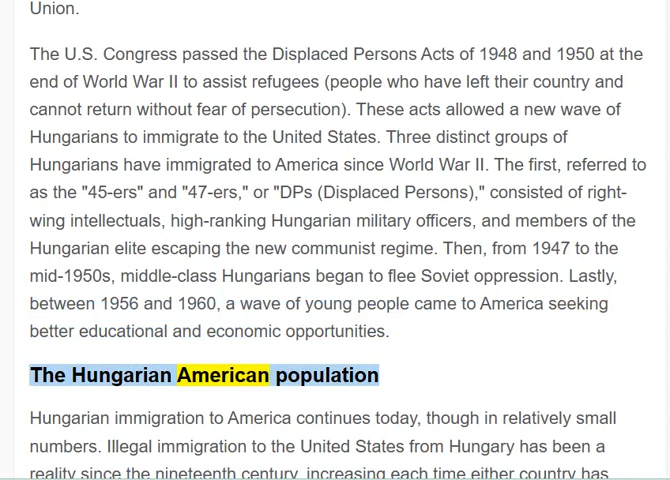 Union.
The U.S. Congress passed the Displaced Persons Acts of 1948 and 1950 at the
end of World War II to assist refugees (people who have left their country and
cannot return without fear of persecution). These acts allowed a new wave of
Hungarians to immigrate to the United States. Three distinct groups of
Hungarians have immigrated to America since World War II. The first, referred to
as the "45-ers" and "47-ers," or "DPs (Displaced Persons)," consisted of right-
wing intellectuals, high-ranking Hungarian military officers, and members of the
Hungarian elite escaping the new communist regime. Then, from 1947 to the
mid-1950s, middle-class Hungarians began to flee Soviet oppression. Lastly,
between 1956 and 1960, a wave of young people came to America seeking
better educational and economic opportunities.
The Hungarian American population
Hungarian immigration to America continues today, though in relatively small
numbers. Illegal immigration to the United States from Hungary has been a
reality since the nineteenth century, increasing each time either country has